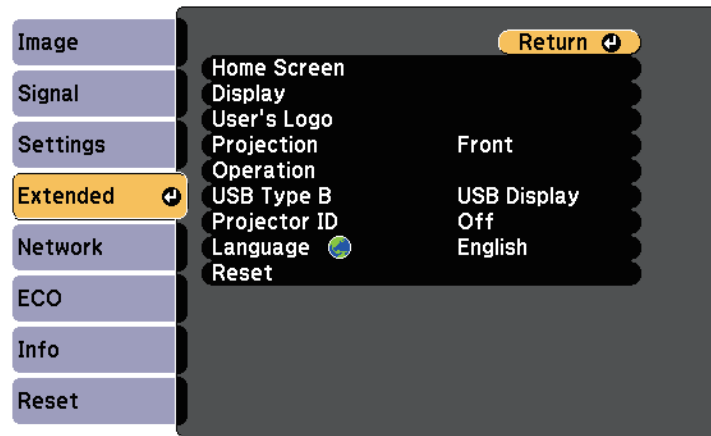 Image
Signal
Settings
Extended
Network
ECO
Info
Reset
Return
Home Screen
Display
User's Logo
Projection Front
Operation
USB Type B USB Display
Projector ID Off
Language English
Reset